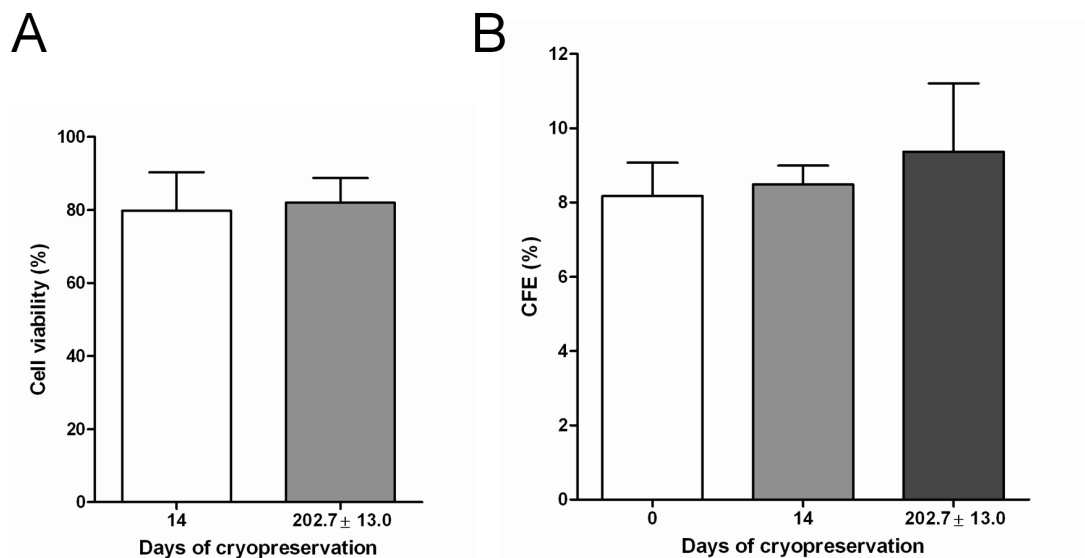 A
100
80
60
40
20
0
Cell viability (%)
14
202.7 ± 13.0
Days of cryopreservation
B
12
10
8
6
4
2
0
CFE (%)
0
14
202.7 ± 13.0
Days of cryopreservation